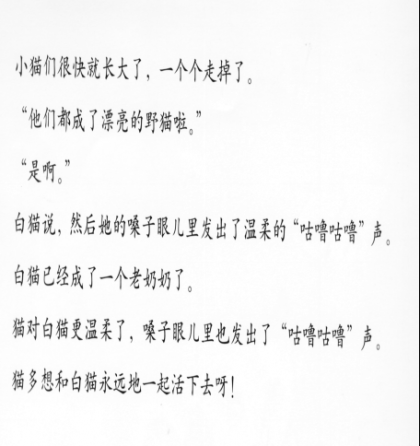 小猫们很快就长大了，一个个走掉了。
“他们都成了漂亮的野猫啦。”
“是啊。”
白猫说，然后她的嗓子眼儿里发出了温柔的“咕噜咕噜”声。
白猫已经成了一个老奶奶了。
猫对白猫更温柔了，嗓子眼儿里也发出了“咕噜咕噜”声。
猫多想和白猫永远地一起活下去呀！